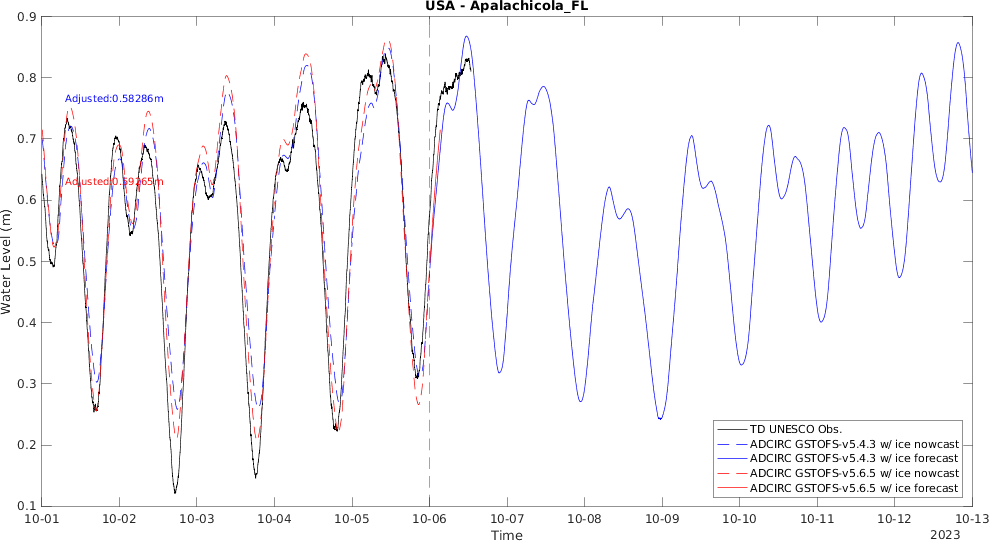 USA - Apalachicola_FL
0.9
0.8
0.7
0.6
0.5
0.4
0.3
0.2
0.1
Water Level (m)
Adjusted:0.58286m
Adjusted:0.59265m
TD UNESCO Obs.
ADCIRC GSTOFS-v5.4.3 w/ ice nowcast
ADCIRC GSTOFS-v5.4.3 w/ ice forecast
ADCIRC GSTOFS-v5.6.5 w/ ice nowcast
ADCIRC GSTOFS-v5.6.5 w/ ice forecast
10-01 10-02 10-03 10-04 10-05 10-06 10-07 10-08 10-09 10-10 10-11 10-12 10-13
Time
2023